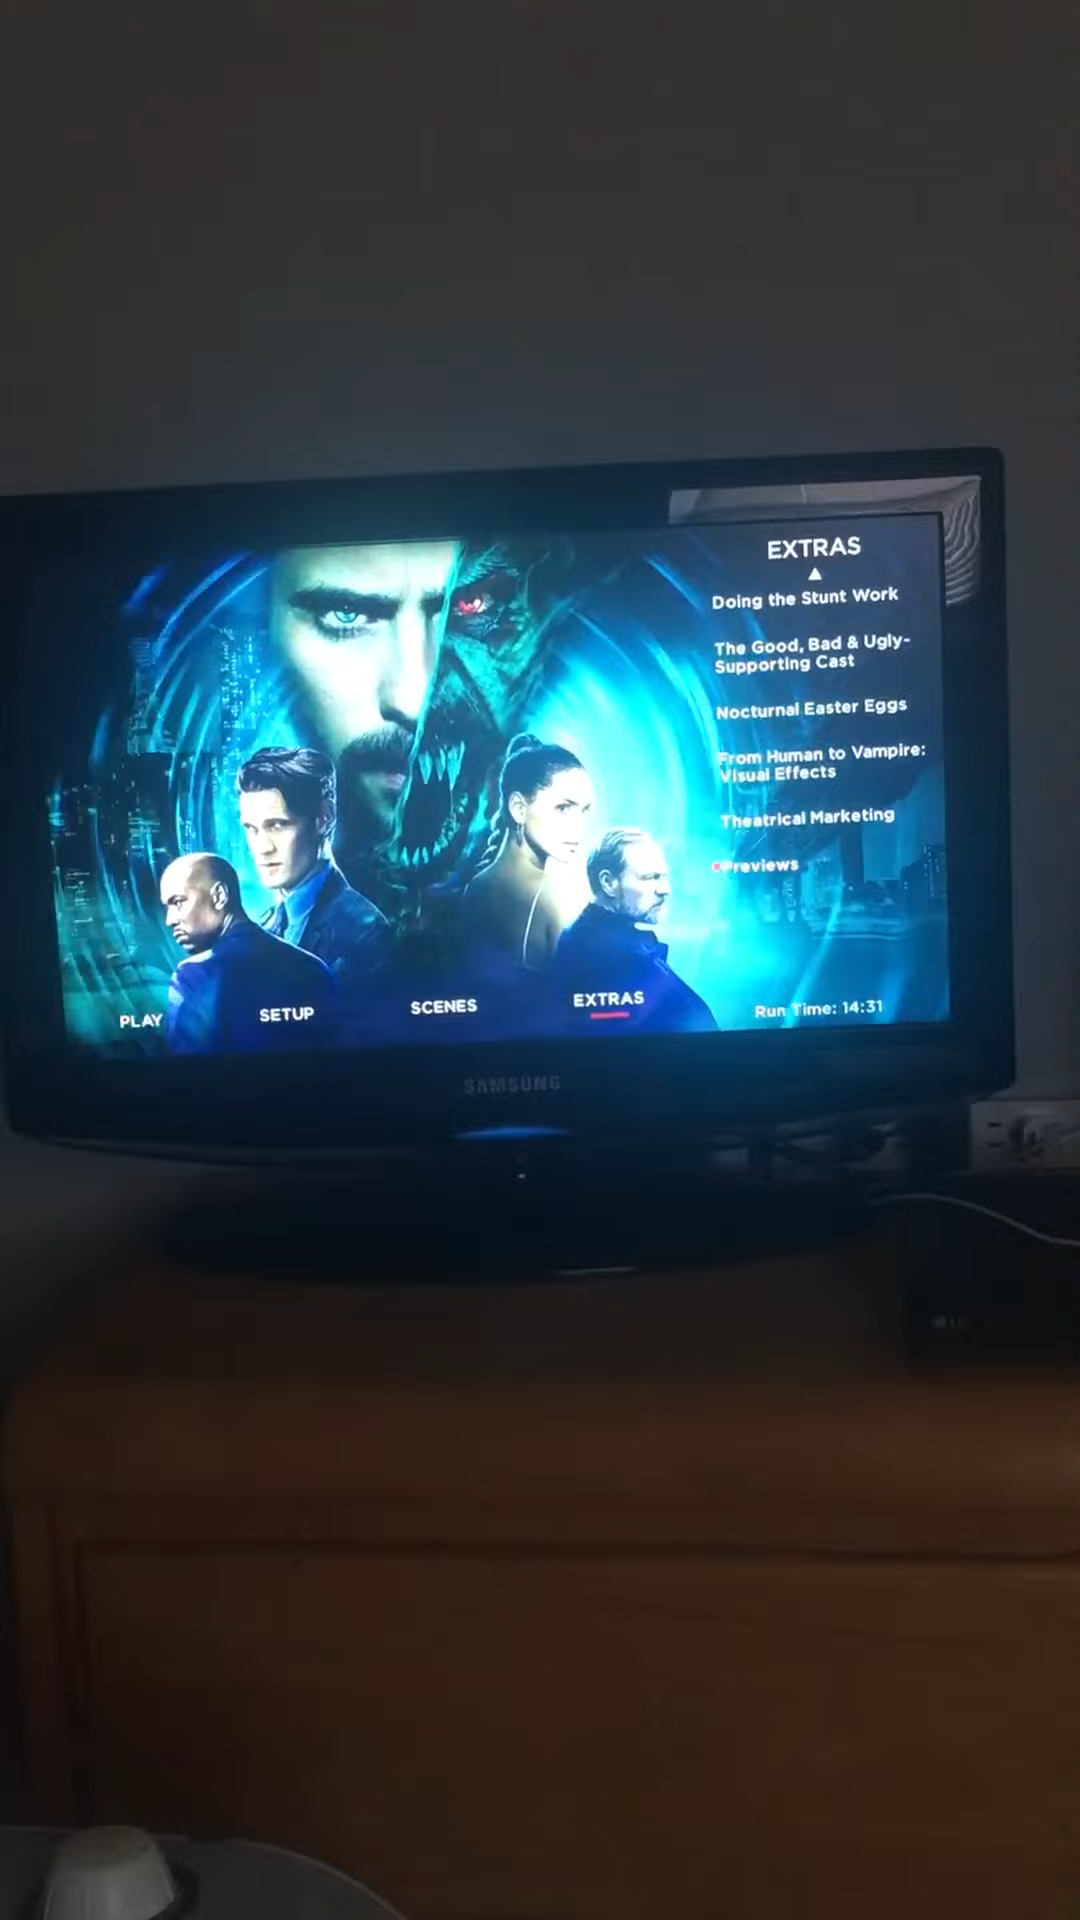 EXTRAS
Doing the Stunt Work
The Good, Bad & Ugly-
Supporting Cast
Nocturnal Easter Eggs
From Human to Vampire:
Visual Effects
Theatrical Marketing
Previews
PLAY
SETUP
SCENES
EXTRAS
Run Time: 14:31
SAMSUNG
LG